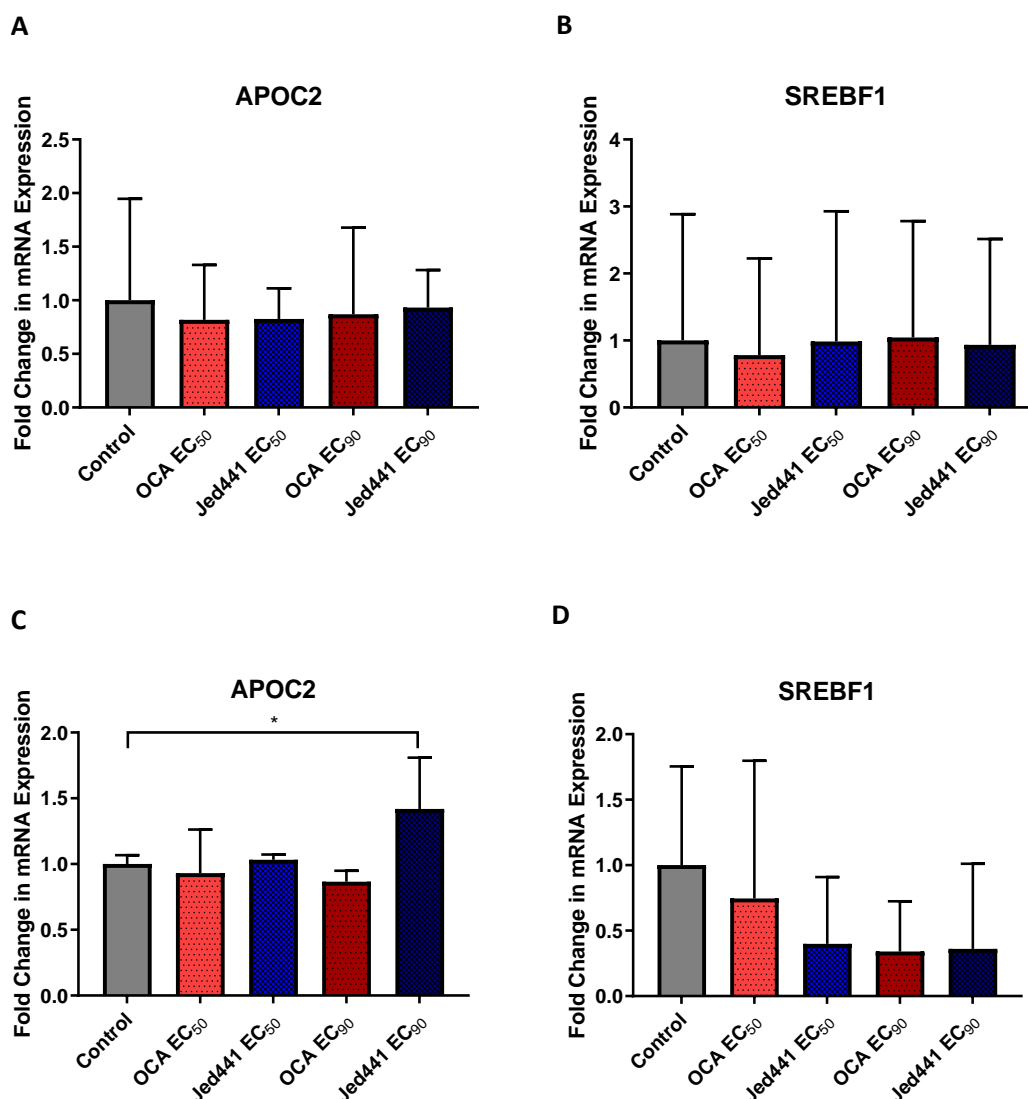 A
APOC2
Fold Change in mRNA Expression
2.5
2.0
1.5
1.0
0.5
0.0
Control
OCA EC₅₀
Jed441 EC₅₀
OCA EC₉₀
Jed441 EC₉₀
B
SREBF1
Fold Change in mRNA Expression
4
3
2
1
0
Control
OCA EC₅₀
Jed441 EC₅₀
OCA EC₉₀
Jed441 EC₉₀
C
APOC2
Fold Change in mRNA Expression
*
2.0
1.5
1.0
0.5
0.0
Control
OCA EC₅₀
Jed441 EC₅₀
OCA EC₉₀
Jed441 EC₉₀
D
SREBF1
Fold Change in mRNA Expression
2.0
1.5
1.0
0.5
0.0
Control
OCA EC₅₀
Jed441 EC₅₀
OCA EC₉₀
Jed441 EC₉₀